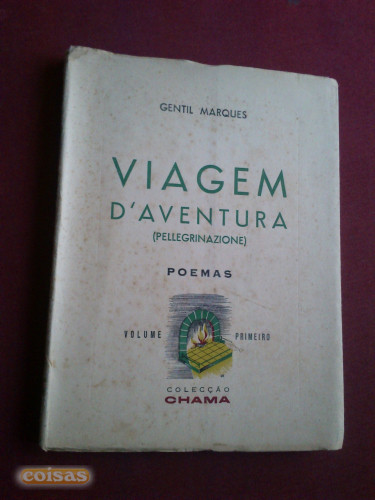 GENTIL MARQUES
VIAGEM
D'AVENTURA
(PELLEGRINAZIONE)
POEMAS
VOLUME PRIMEIRO
COLECÇÃO
CHAMA
coisas